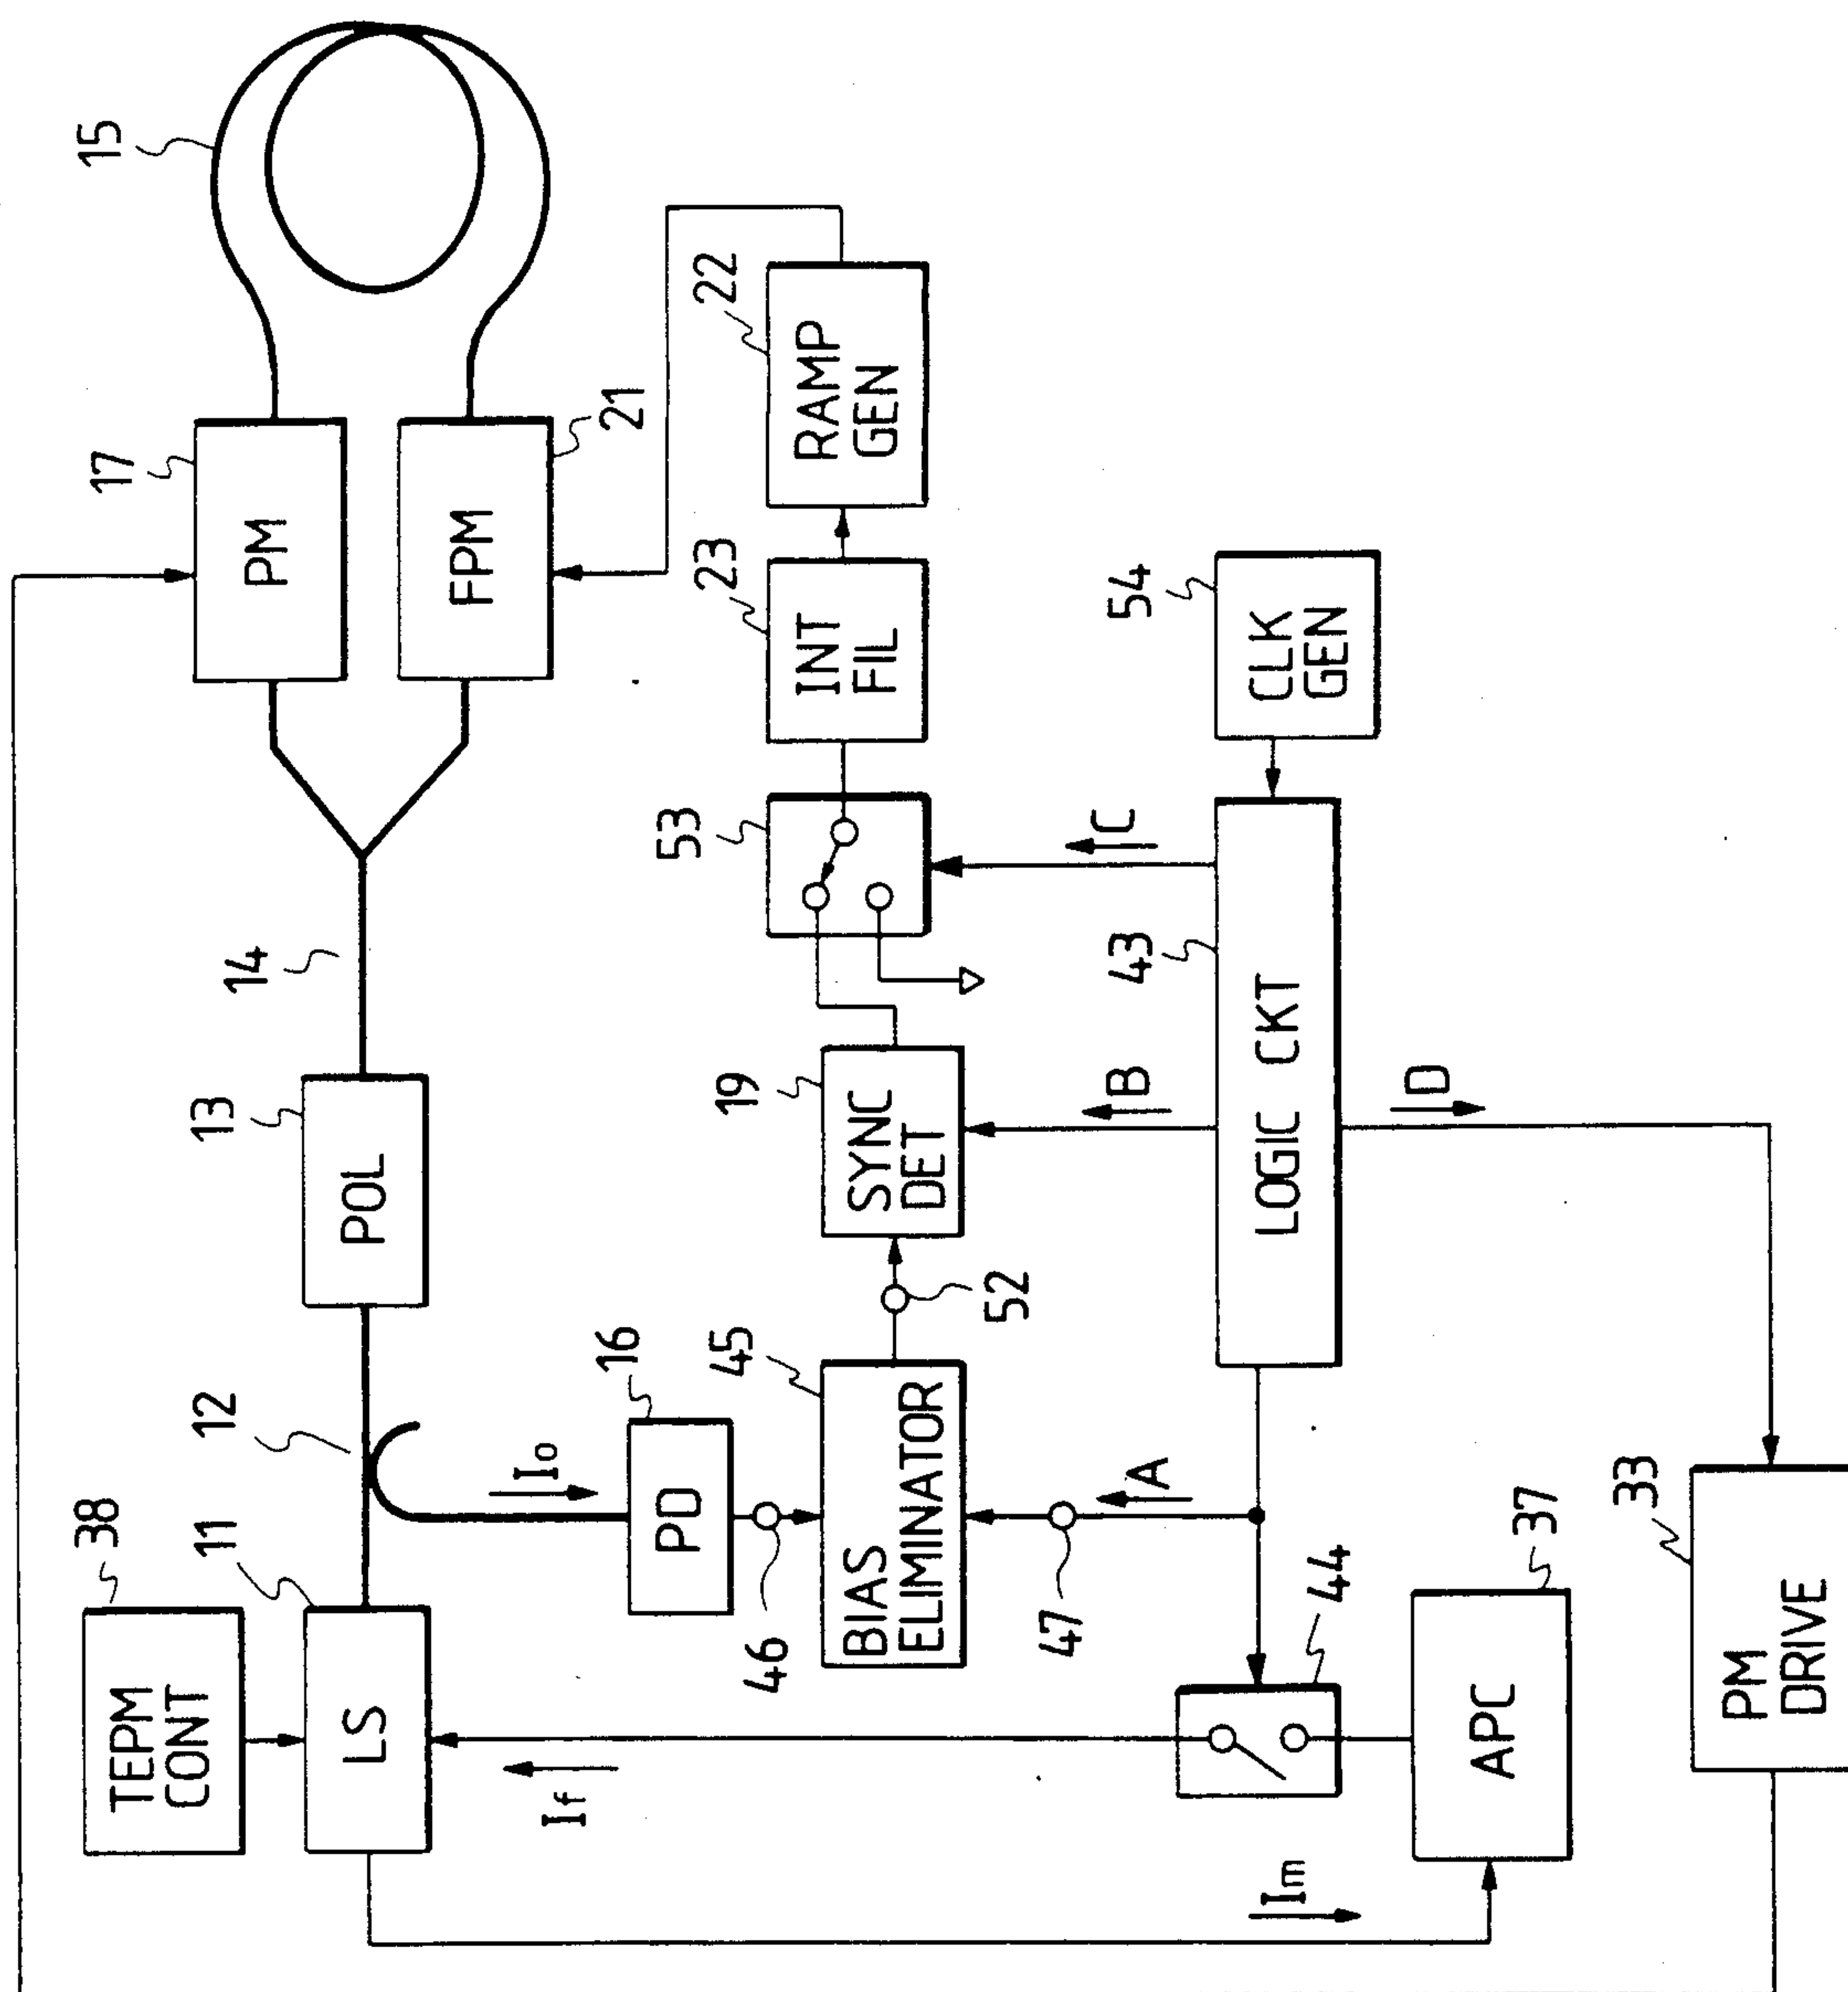 38
TEPM
CONT
11
LS
12
13
POL
14
17
PM
15
FPM
21
Io
16
PD
46
45
BIAS
ELIMINATOR
52
19
SYNC
DET
53
23
INT
FIL
22
RAMP
GEN
If
47
A
B
C
43
LOGIC CKT
54
CLK
GEN
44
Im
37
APC
D
33
PM
DRIVE